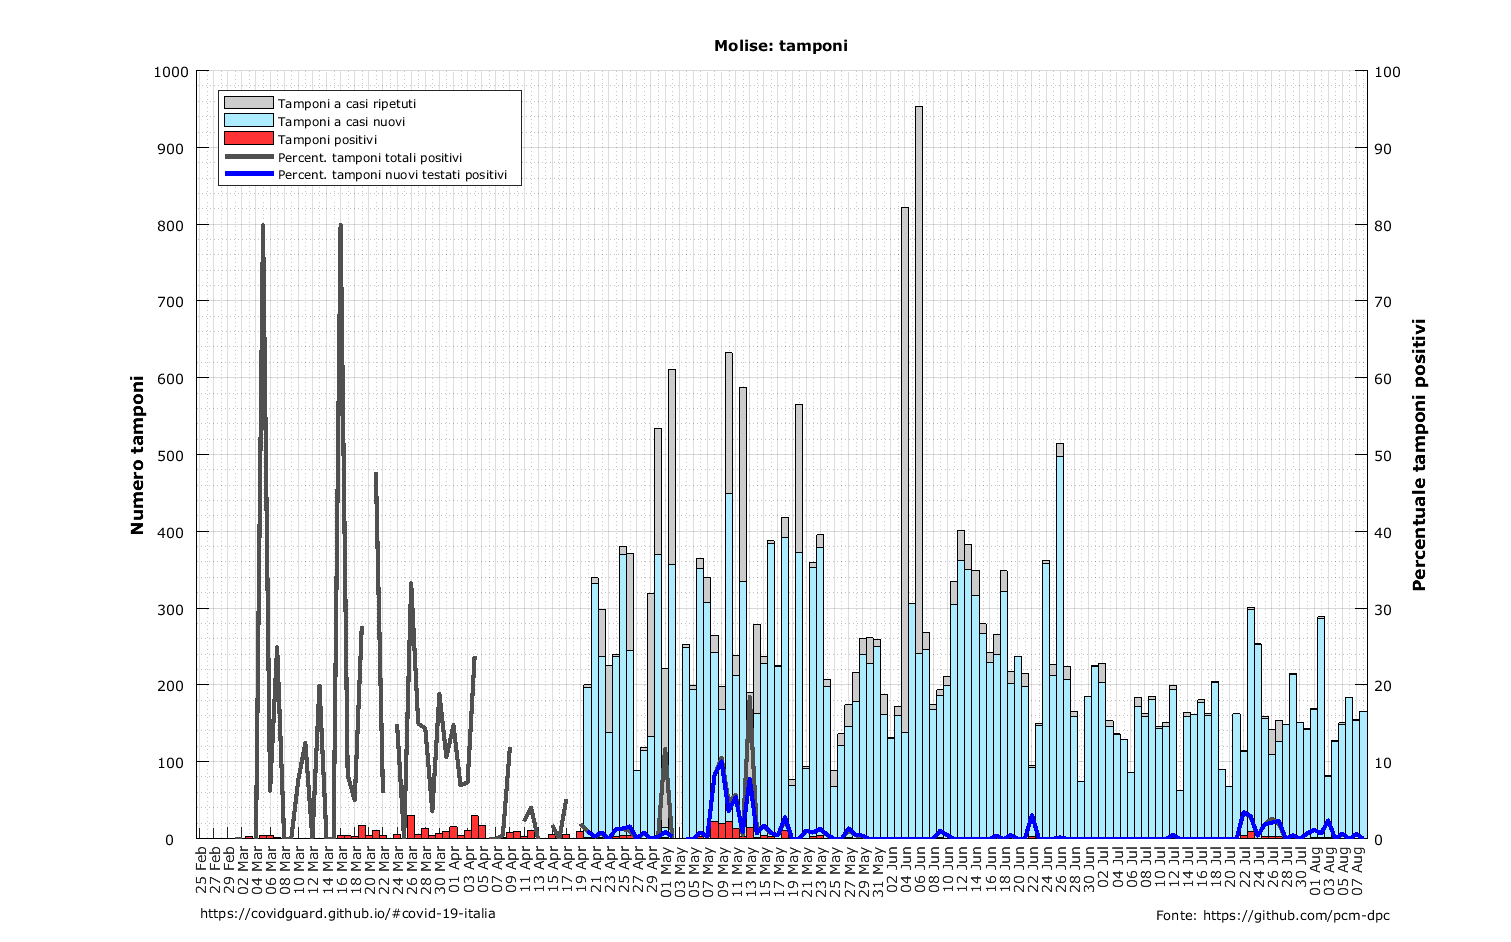 Molise: tamponi
Tamponi a casi ripetuti
Tamponi a casi nuovi
Tamponi positivi
Percent. tamponi totali positivi
Percent. tamponi nuovi testati positivi
Numero tamponi
1000
900
800
700
600
500
400
300
200
100
0
Percentuale tamponi positivi
100
90
80
70
60
50
40
30
20
10
0
25 Feb
27 Feb
29 Feb
02 Mar
04 Mar
06 Mar
08 Mar
10 Mar
12 Mar
14 Mar
16 Mar
18 Mar
20 Mar
22 Mar
24 Mar
26 Mar
28 Mar
30 Mar
01 Apr
03 Apr
05 Apr
07 Apr
09 Apr
11 Apr
13 Apr
15 Apr
17 Apr
19 Apr
21 Apr
23 Apr
25 Apr
27 Apr
29 Apr
01 May
03 May
05 May
07 May
09 May
11 May
13 May
15 May
17 May
19 May
21 May
23 May
25 May
27 May
29 May
31 May
02 Jun
04 Jun
06 Jun
08 Jun
10 Jun
12 Jun
14 Jun
16 Jun
18 Jun
20 Jun
22 Jun
24 Jun
26 Jun
28 Jun
30 Jun
02 Jul
04 Jul
06 Jul
08 Jul
10 Jul
12 Jul
14 Jul
16 Jul
18 Jul
20 Jul
22 Jul
24 Jul
26 Jul
28 Jul
30 Jul
01 Aug
03 Aug
05 Aug
07 Aug
https://covidguard.github.io/#covid-19-italia
Fonte: https://github.com/pcm-dpc